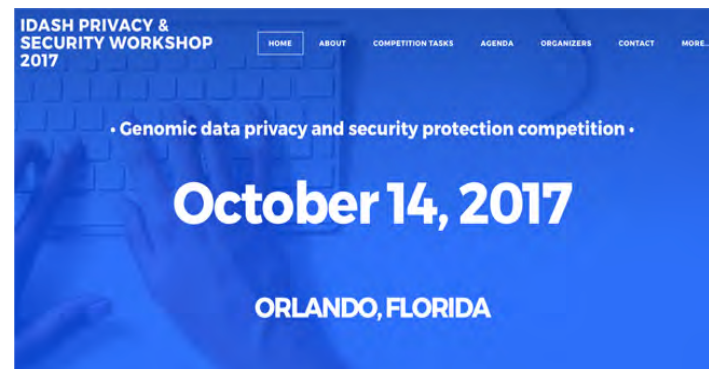 IDASH PRIVACY &
SECURITY WORKSHOP
2017
HOME ABOUT COMPETITION TASKS AGENDA ORGANIZERS CONTACT MORE...
• Genomic data privacy and security protection competition •
October 14, 2017
ORLANDO, FLORIDA